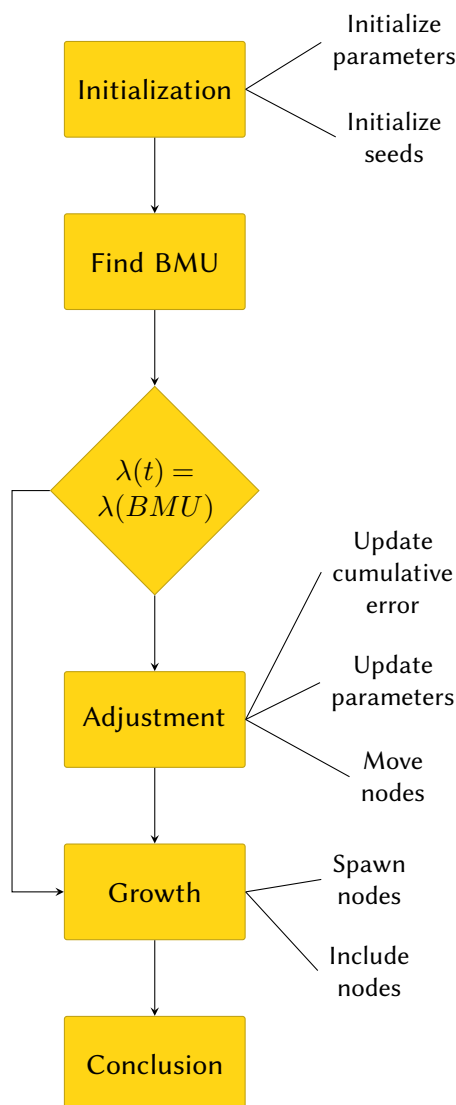 Initialization
Initialize
parameters
Initialize
seeds
Find BMU
λ(t) =
λ(BMU)
Update
cumulative
error
Adjustment
Update
parameters
Move
nodes
Growth
Spawn
nodes
Include
nodes
Conclusion